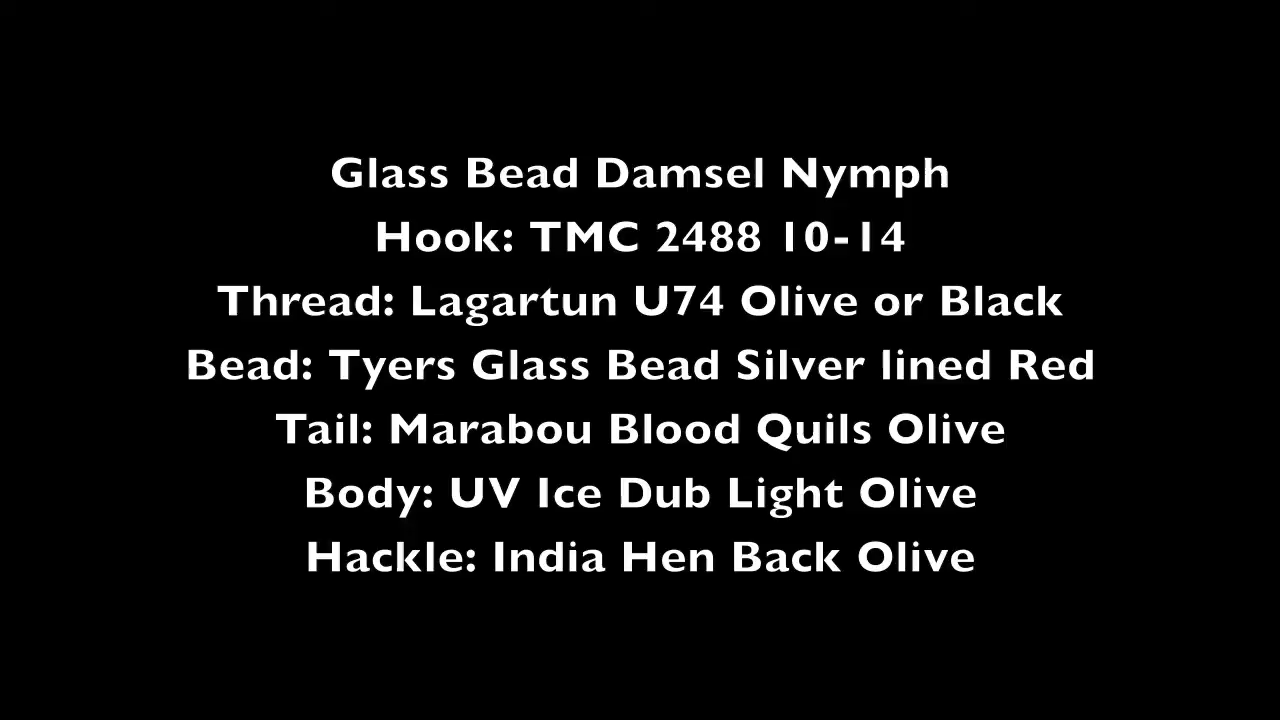 Glass Bead Damsel Nymph
Hook: TMC 2488 10-14
Thread: Lagartun U74 Olive or Black
Bead: Tyers Glass Bead Silver lined Red
Tail: Marabou Blood Quils Olive
Body: UV Ice Dub Light Olive
Hackle: India Hen Back Olive